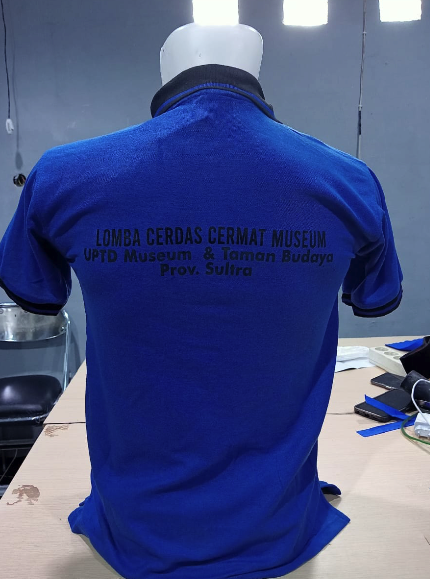 LOMBA CERDAS CERMAT MUSEUM
UPTD Museum & Taman Budaya
Prov. Sultra